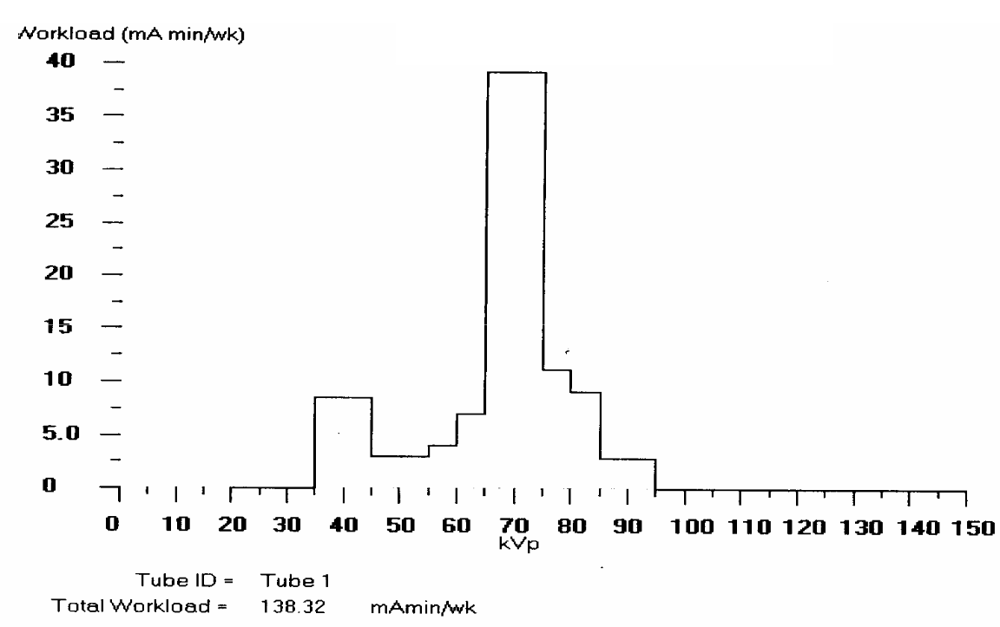 Workload (mA min/wk)
40
35
30
25
20
15
10
5.0
0
0 10 20 30 40 50 60 70 80 90 100 110 120 130 140 150
kVp
Tube ID = Tube 1
Total Workload = 138.32 mAmin/wk